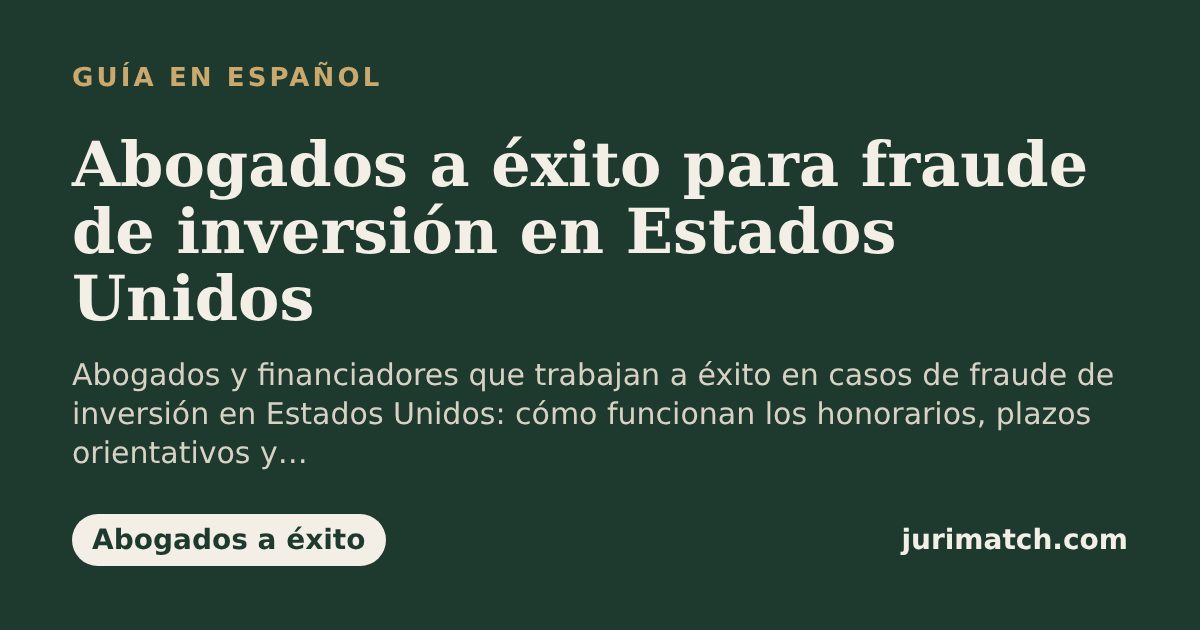 GUÍA EN ESPAÑOL
Abogados a éxito para fraude
de inversión en Estados
Unidos
Abogados y financiadores que trabajan a éxito en casos de fraude de
inversión en Estados Unidos: cómo funcionan los honorarios, plazos
orientativos y…
Abogados a éxito
jurimatch.com